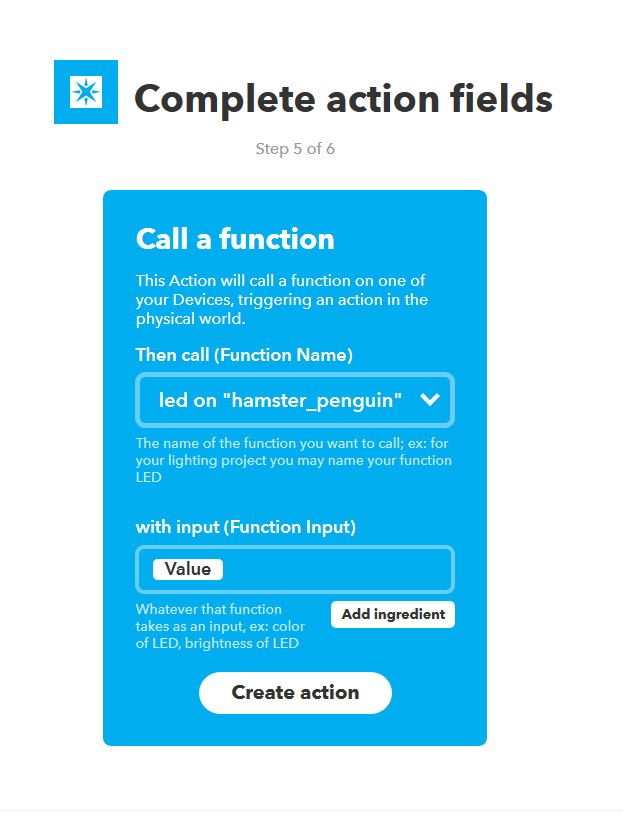 Complete action fields
Step 5 of 6
Call a function
This Action will call a function on one of
your Devices, triggering an action in the
physical world.
Then call (Function Name)
led on "hamster_penguin"
The name of the function you want to call; ex: for
your lighting project you may name your function
LED
with input (Function Input)
Value
Whatever that function
takes as an input, ex: color
of LED, brightness of LED
Add ingredient
Create action